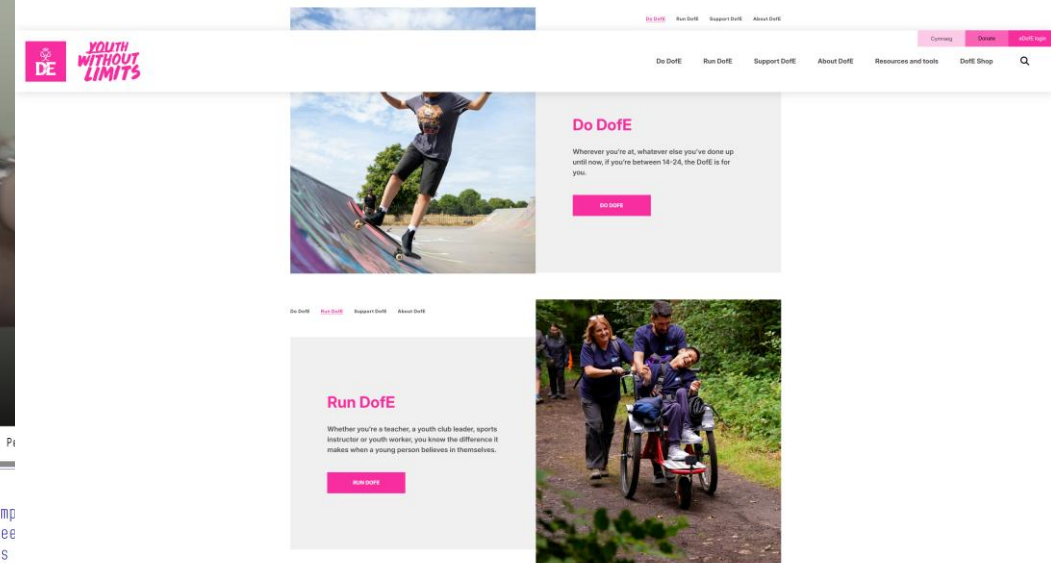 Do DofE Run DofE Support DofE About DofE
Cymraeg Donate eDofE login
DE
YOUTH
WITHOUT
LIMITS
Do DofE Run DofE Support DofE About DofE Resources and tools DofE Shop
Do DofE
Wherever you're at, whatever else you've done up
until now, if you're between 14-24, the DofE is for
you.
DO DOFE
Do DofE Run DofE Support DofE About DofE
Run DofE
Whether you're a teacher, a youth club leader, sports
instructor or youth worker, you know the difference it
makes when a young person believes in themselves.
RUN DOFE
Pe
mp
ee
s